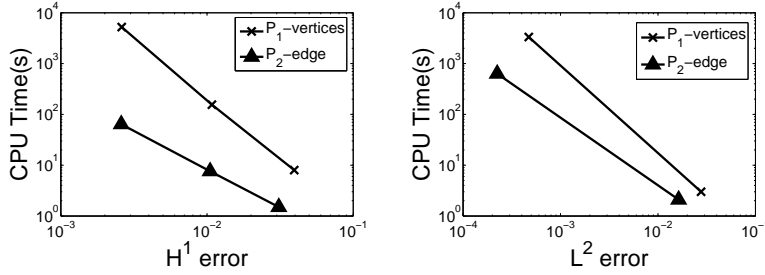 10^4
10^3
10^2
10^1
10^0
CPU Time(s)
P_1-vertices
P_2-edge
10^-3
10^-2
10^-1
H^1 error
10^4
10^3
10^2
10^1
10^0
CPU Time(s)
P_1-vertices
P_2-edge
10^-4
10^-3
10^-2
10^-
L^2 error